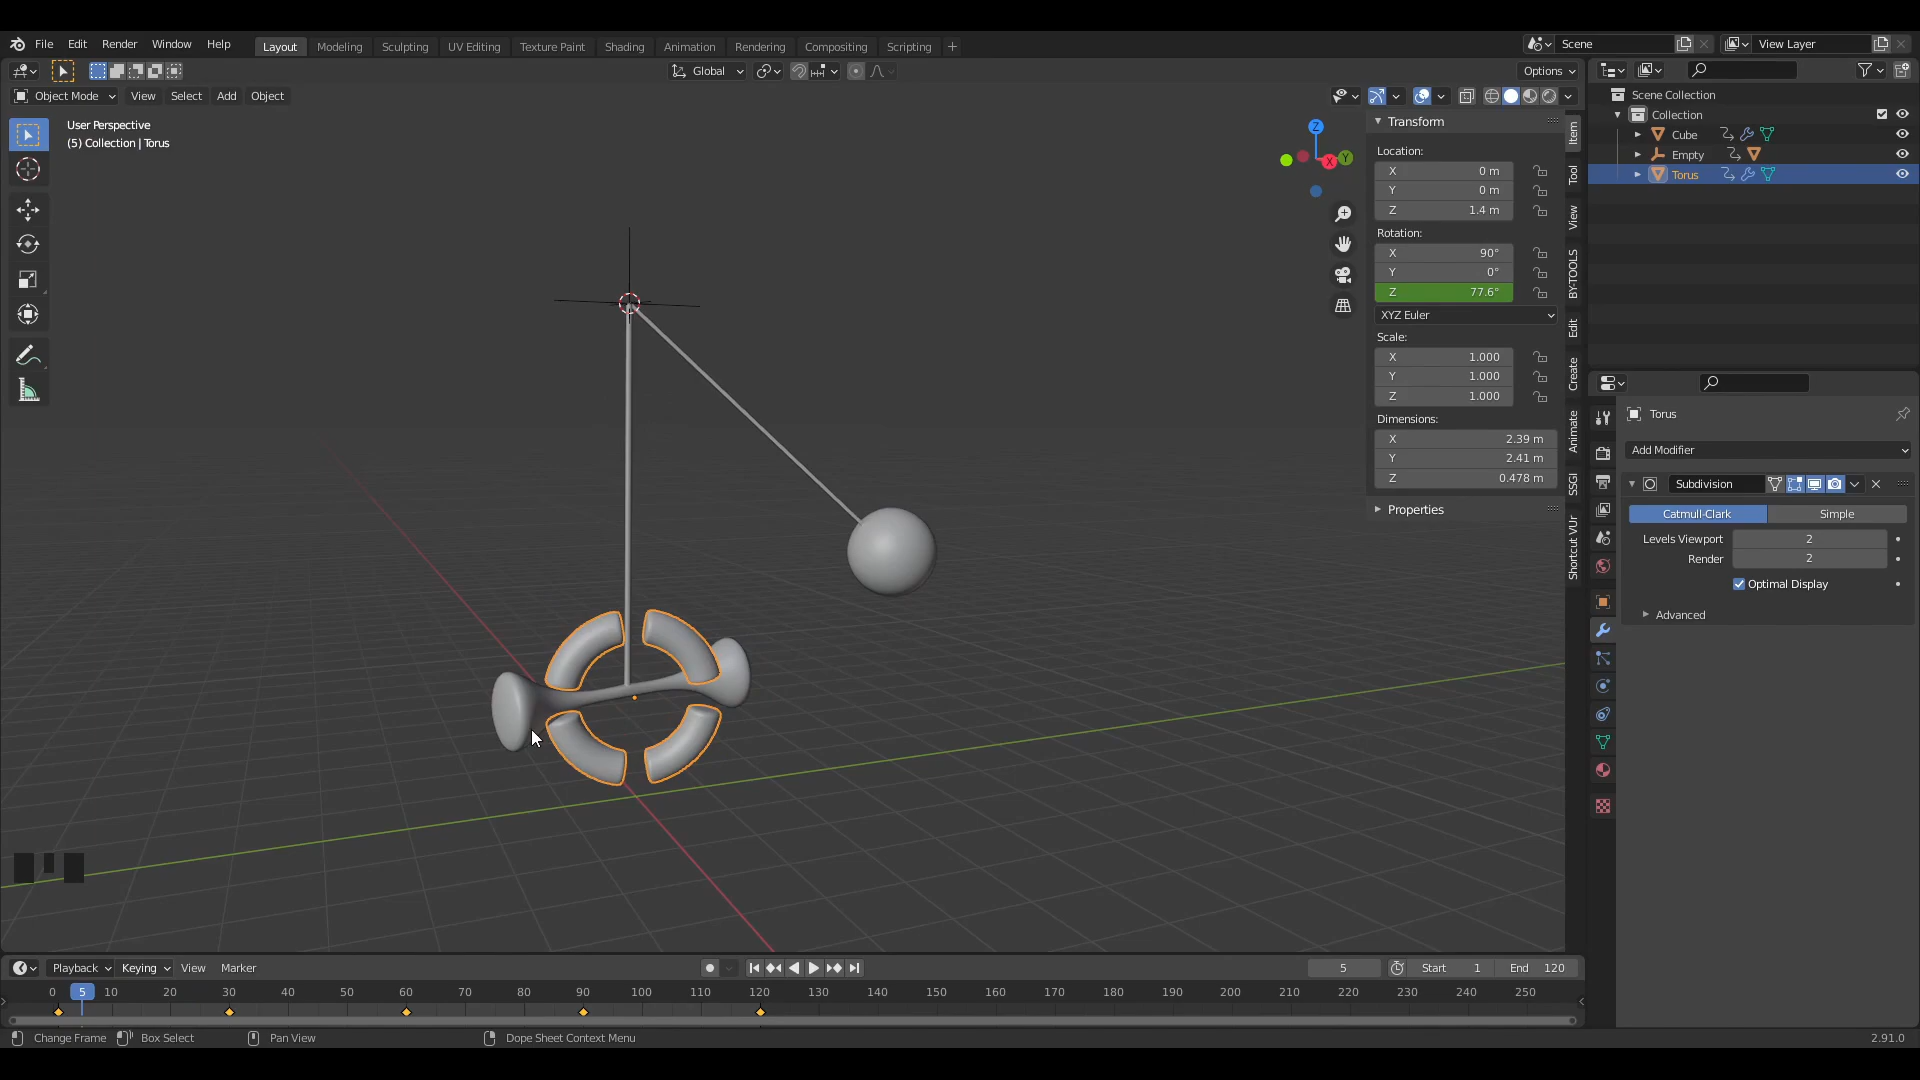 File Edit Render Window Help Layout Modeling Sculpting UV Editing Texture Paint Shading Animation Rendering Compositing Scripting Scene View Layer
Global Options
Object Mode View Select Add Object
User Perspective
(5) Collection | Torus
Z
Y
X
Transform
Location:
X 0 m
Y 0 m
Z 1.4 m
Rotation:
X 90°
Y 0°
Z 77.6°
XYZ Euler
Scale:
X 1.000
Y 1.000
Z 1.000
Dimensions:
X 2.39 m
Y 2.41 m
Z 0.478 m
Properties
Item
Tool
View
BY-TOOLS
Edit
Create
Animate
SSGI
Shortcut VUr
Scene Collection
Collection
Cube
Empty
Torus
Torus
Add Modifier
Subdivision
Catmull-Clark Simple
Levels Viewport 2
Render 2
Optimal Display
Advanced
Playback Keying View Marker 5 Start 1 End 120
0 5 10 20 30 40 50 60 70 80 90 100 110 120 130 140 150 160 170 180 190 200 210 220 230 240 250
Change Frame Box Select Pan View Dope Sheet Context Menu 2.91.0